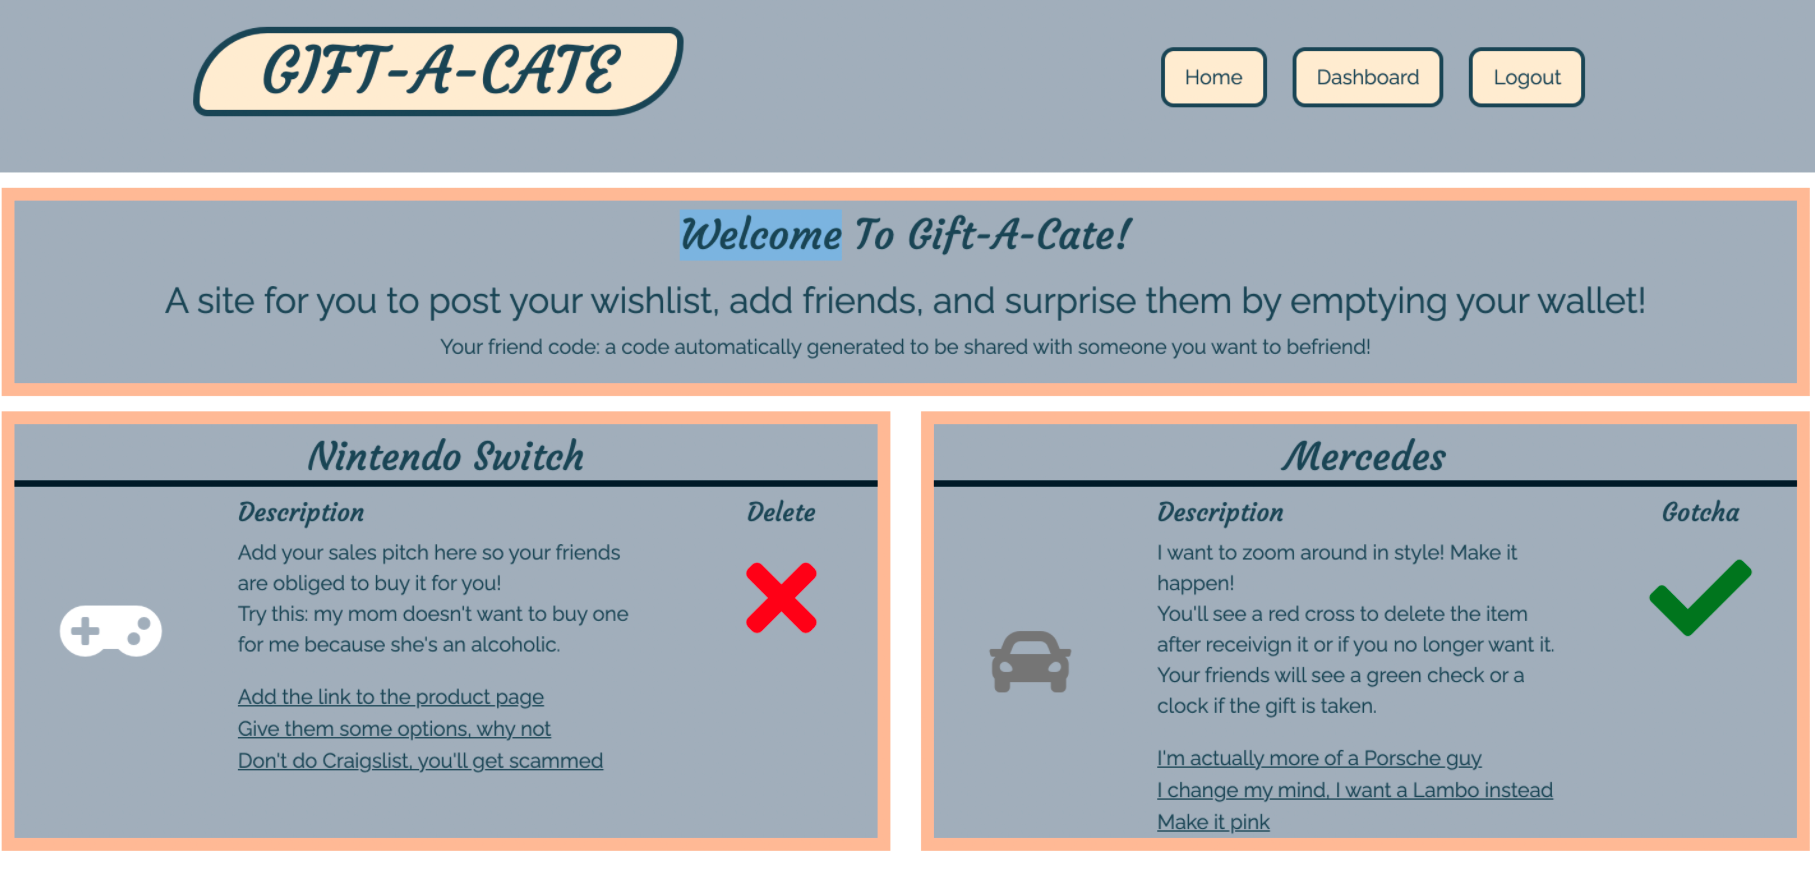 GIFT-A-CATE
Home
Dashboard
Logout
Welcome To Gift-A-Cate!
A site for you to post your wishlist, add friends, and surprise them by emptying your wallet!
Your friend code: a code automatically generated to be shared with someone you want to befriend!
Nintendo Switch
Description
Delete
Add your sales pitch here so your friends
are obliged to buy it for you!
Try this: my mom doesn't want to buy one
for me because she's an alcoholic.
Add the link to the product page
Give them some options, why not
Don't do Craigslist, you'll get scammed
Mercedes
Description
Gotcha
I want to zoom around in style! Make it
happen!
You'll see a red cross to delete the item
after receivign it or if you no longer want it.
Your friends will see a green check or a
clock if the gift is taken.
I'm actually more of a Porsche guy
I change my mind, I want a Lambo instead
Make it pink